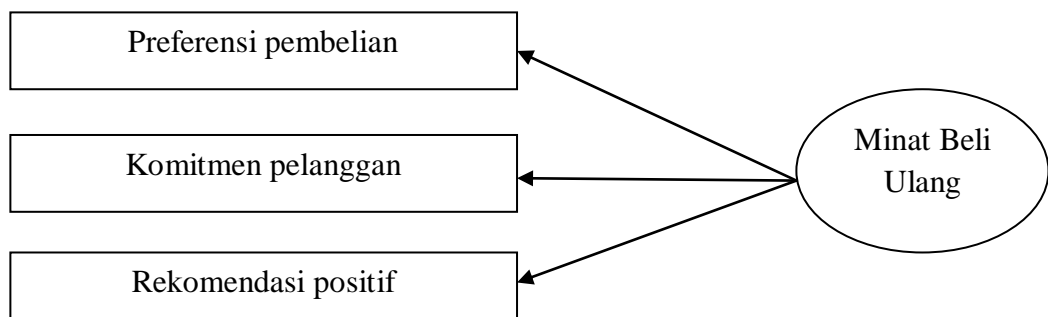 Preferensi pembelian
Komitmen pelanggan
Minat Beli
Ulang
Rekomendasi positif